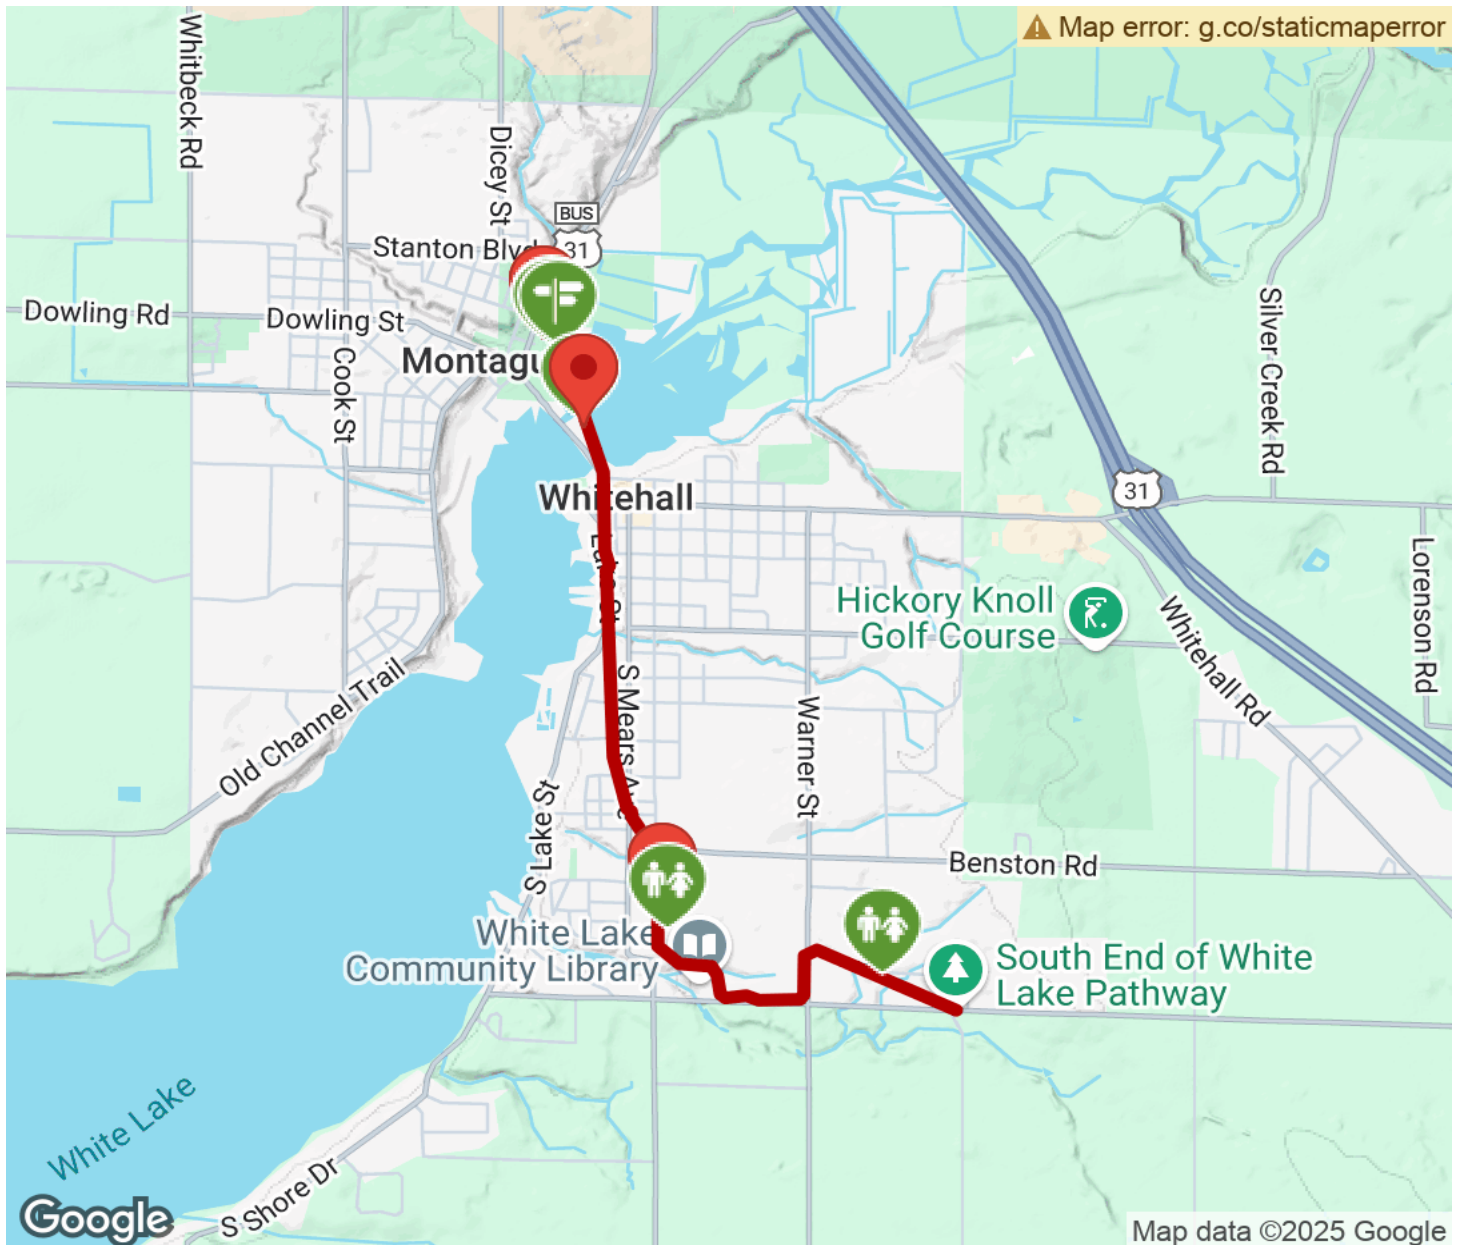 Map error: g.co/staticmaperror
Whitbeck Rd
Dicey St
BUS
31
Stanton Blvd
Dowling Rd
Dowling St
Cook St
Silver Creek Rd
31
Whitehall
Lorenson Rd
Hickory Knoll
Golf Course
Whitehall Rd
S Mears Ave
Warner St
Old Channel Trail
S Lake St
Benston Rd
White Lake
Community Library
South End of White
Lake Pathway
White Lake
S Shore Dr
Google
Map data ©2025 Google